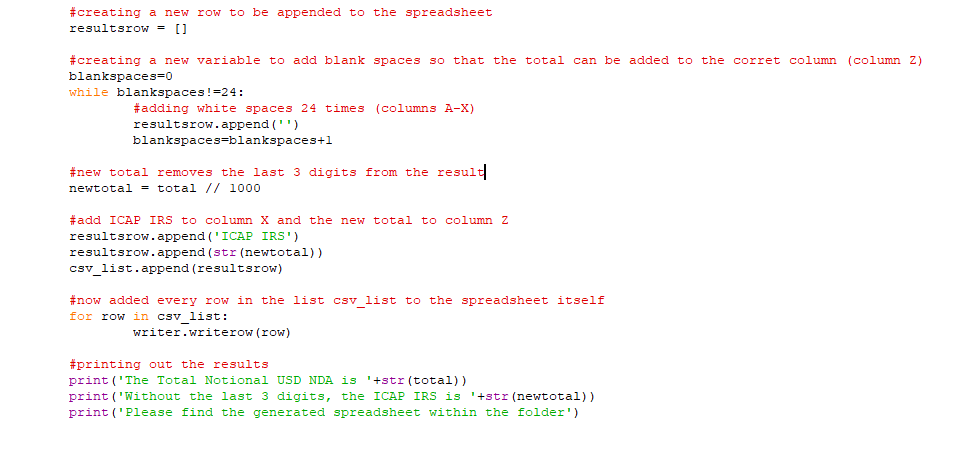 #creating a new row to be appended to the spreadsheet
resultsrow = []
#creating a new variable to add blank spaces so that the total can be added to the corret column (column Z)
blankspaces=0
while blankspaces!=24:
#adding white spaces 24 times (columns A-X)
resultsrow.append('')
blankspaces=blankspaces+1
#new total removes the last 3 digits from the result
newtotal = total // 1000
#add ICAP IRS to column X and the new total to column Z
resultsrow.append('ICAP IRS')
resultsrow.append(str(newtotal))
csv_list.append(resultsrow)
#now added every row in the list csv_list to the spreadsheet itself
for row in csv_list:
writer.writerow(row)
#printing out the results
print('The Total Notional USD NDA is '+str(total))
print('Without the last 3 digits, the ICAP IRS is '+str(newtotal))
print('Please find the generated spreadsheet within the folder')